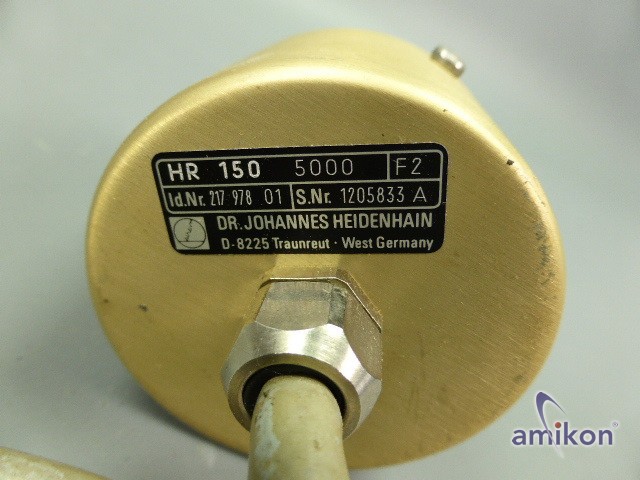 HR 150 5000 F2
Id.Nr. 217 978 01 S.Nr. 1205833 A
DR. JOHANNES HEIDENHAIN
D-8225 Traunreut · West Germany
amikon®